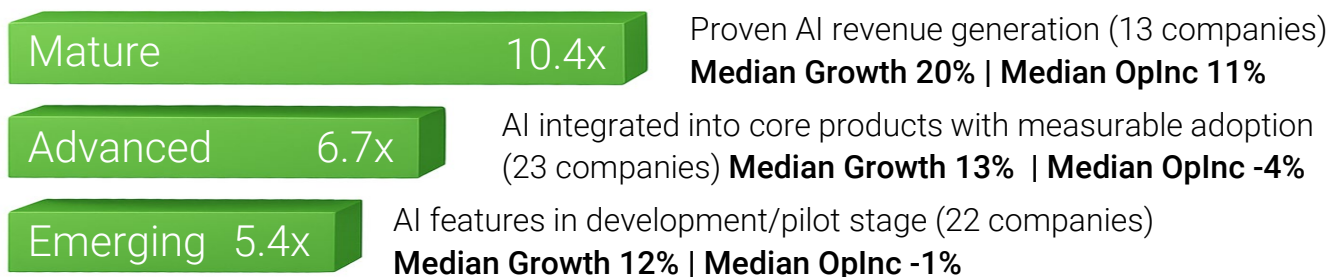 Mature 10.4x
Proven AI revenue generation (13 companies)
Median Growth 20% | Median OpInc 11%
Advanced 6.7x
AI integrated into core products with measurable adoption
(23 companies) Median Growth 13% | Median OpInc -4%
Emerging 5.4x
AI features in development/pilot stage (22 companies)
Median Growth 12% | Median OpInc -1%